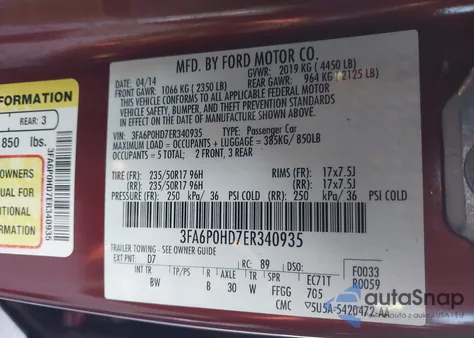 FORMATION
REAR: 3
850 lbs.
OWNERS
NUAL FOR
ITIONAL
RMATION
3FA6P0HD7ER340935
MFD. BY FORD MOTOR CO.
04/14 GVWR: 2019 KG (4450 LB)
FRONT GAWR: 1066 KG (2350 LB) REAR GAWR: 964 KG (2125 LB)
THIS VEHICLE CONFORMS TO ALL APPLICABLE FEDERAL MOTOR
VEHICLE SAFETY, BUMPER, AND THEFT PREVENTION STANDARDS
IN EFFECT ON THE DATE OF MANUFACTURE SHOWN ABOVE.
VIN: 3FA6P0HD7ER340935 TYPE: Passenger Car
MAXIMUM LOAD = OCCUPANTS + LUGGAGE = 385KG / 850LB
OCCUPANTS = 5 TOTAL; 2 FRONT, 3 REAR
TIRE (FR): 235/50R17 96H RIMS (FR): 17x7.5J
(RR): 235/50R17 96H (RR): 17x7.5J
PRESSURE (FR): 250 kPa/ 36 PSI COLD (RR): 250 kPa/ 36 PSI COLD
3FA6P0HD7ER340935
TRAILER TOWING - SEE OWNER GUIDE
EXT PNT: D7 RC: 89 DSO: F0033
INT TR TP/PS R AXLE TR SPR EC71T R0059
BW B 30 W FFGG 705
CMC 5U5A-5420472-AA
autaSnap